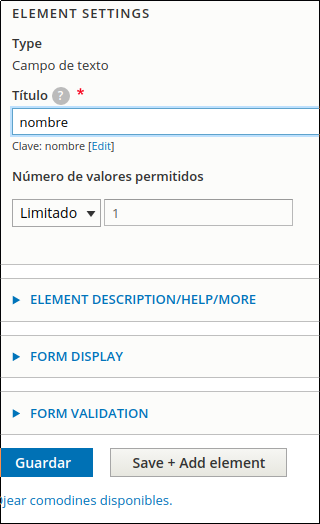 ELEMENT SETTINGS
Type
Campo de texto
Título ? *
nombre
Clave: nombre [Edit]
Número de valores permitidos
Limitado 1
ELEMENT DESCRIPTION/HELP/MORE
FORM DISPLAY
FORM VALIDATION
Guardar Save + Add element
ejear comodines disponibles.